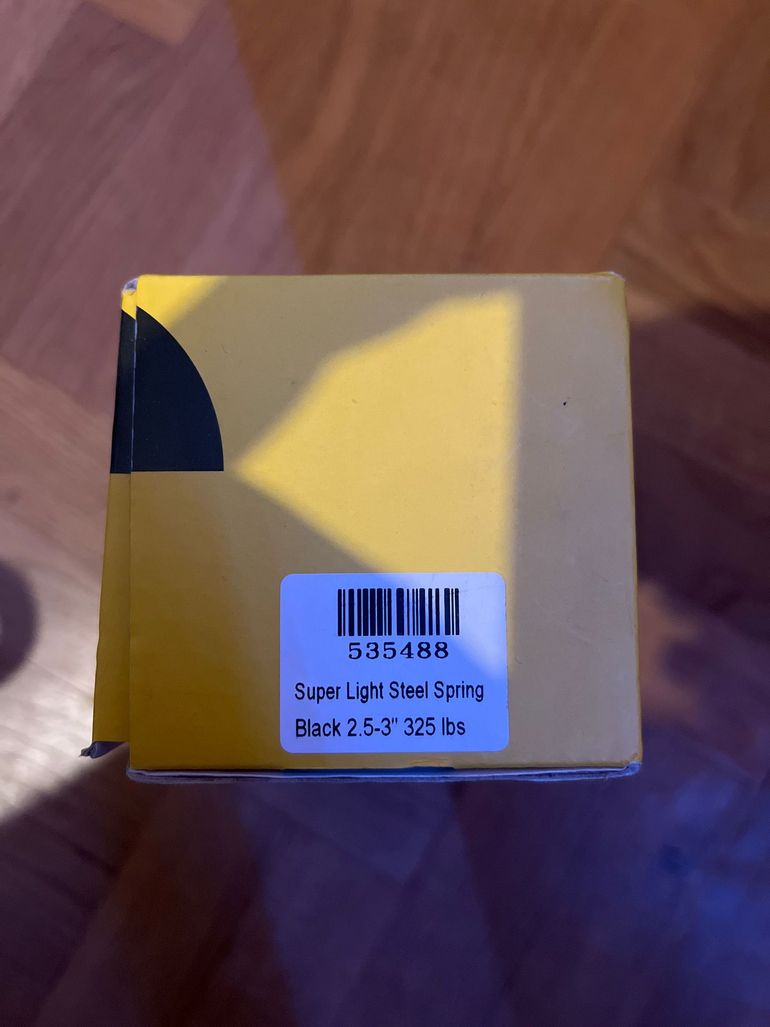 535488
Super Light Steel Spring
Black 2.5-3" 325 lbs